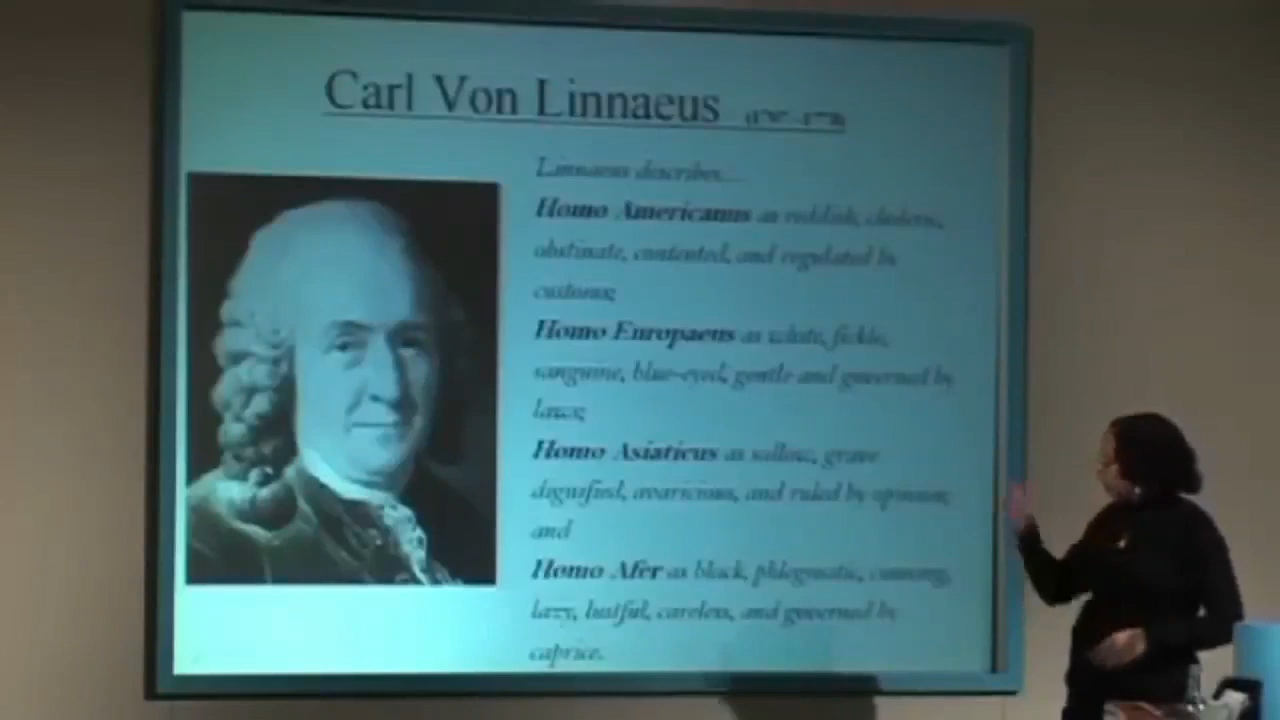 Carl Von Linnaeus
Linnaeus describes...
Homo Americanus as reddish, choleric,
obstinate, contented, and regulated by
customs;
Homo Europaeus as white, fickle,
sanguine, blue-eyed, gentle and governed by
laws;
Homo Asiaticus as sallow, grave
dignified, avaricious, and ruled by opinions;
and
Homo Afer as black, phlegmatic, cunning,
lazy, lustful, careless, and governed by
caprice.